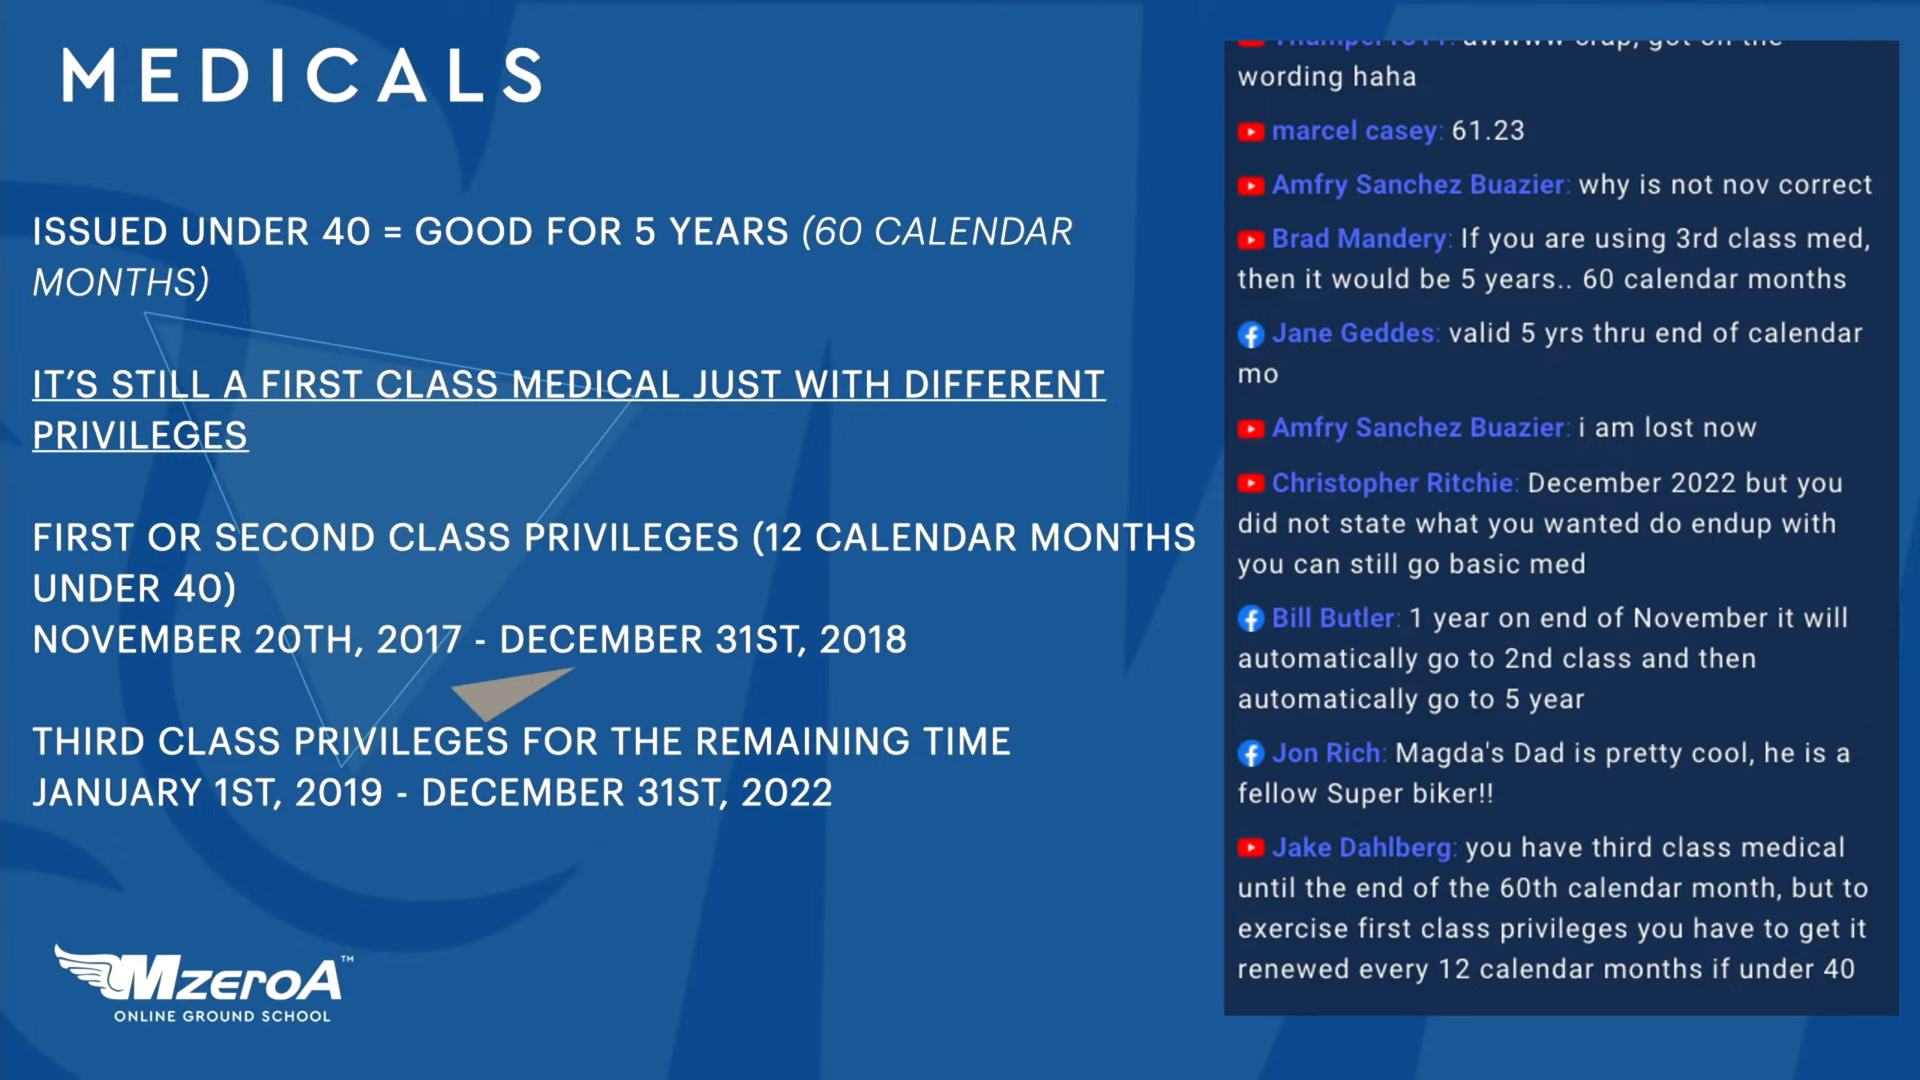 MEDICALS
ISSUED UNDER 40 = GOOD FOR 5 YEARS (60 CALENDAR
MONTHS)
IT'S STILL A FIRST CLASS MEDICAL JUST WITH DIFFERENT
PRIVILEGES
FIRST OR SECOND CLASS PRIVILEGES (12 CALENDAR MONTHS
UNDER 40)
NOVEMBER 20TH, 2017 - DECEMBER 31ST, 2018
THIRD CLASS PRIVILEGES FOR THE REMAINING TIME
JANUARY 1ST, 2019 - DECEMBER 31ST, 2022
MZEROA™
ONLINE GROUND SCHOOL
wording haha
marcel casey: 61.23
Amfry Sanchez Buazier: why is not nov correct
Brad Mandery: If you are using 3rd class med,
then it would be 5 years.. 60 calendar months
Jane Geddes: valid 5 yrs thru end of calendar
mo
Amfry Sanchez Buazier: i am lost now
Christopher Ritchie: December 2022 but you
did not state what you wanted do endup with
you can still go basic med
Bill Butler: 1 year on end of November it will
automatically go to 2nd class and then
automatically go to 5 year
Jon Rich: Magda's Dad is pretty cool, he is a
fellow Super biker!!
Jake Dahlberg: you have third class medical
until the end of the 60th calendar month, but to
exercise first class privileges you have to get it
renewed every 12 calendar months if under 40